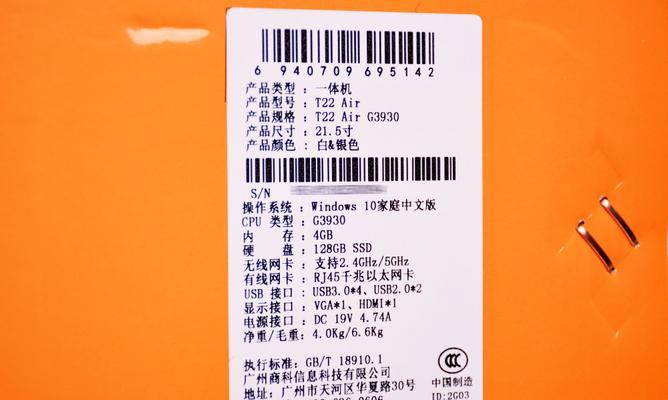 6 940709 695142
产品类型：一体机
产品型号：T22 Air
产品规格：T22 Air G3930
产品尺寸：21.5寸
产品颜色：白&银色
S/N
操作系统：Windows 10家庭中文版
CPU 类型：G3930
内 存：4GB
硬 盘：128GB SSD
无线网卡：支持2.4GHz/5GHz
有线网卡：RJ45千兆以太网卡
USB 接口：USB3.0*4、USB2.0*2
显示接口：VGA*1、HDMI*1
电源接口：DC 19V 4.74A
净重/毛重：4.0Kg/6.6Kg
执行标准：GB/T 18910.1
广州商科信息科技有限公司
地址：广州市天河区华夏路30号
CCC
中国制造
ID:2G03